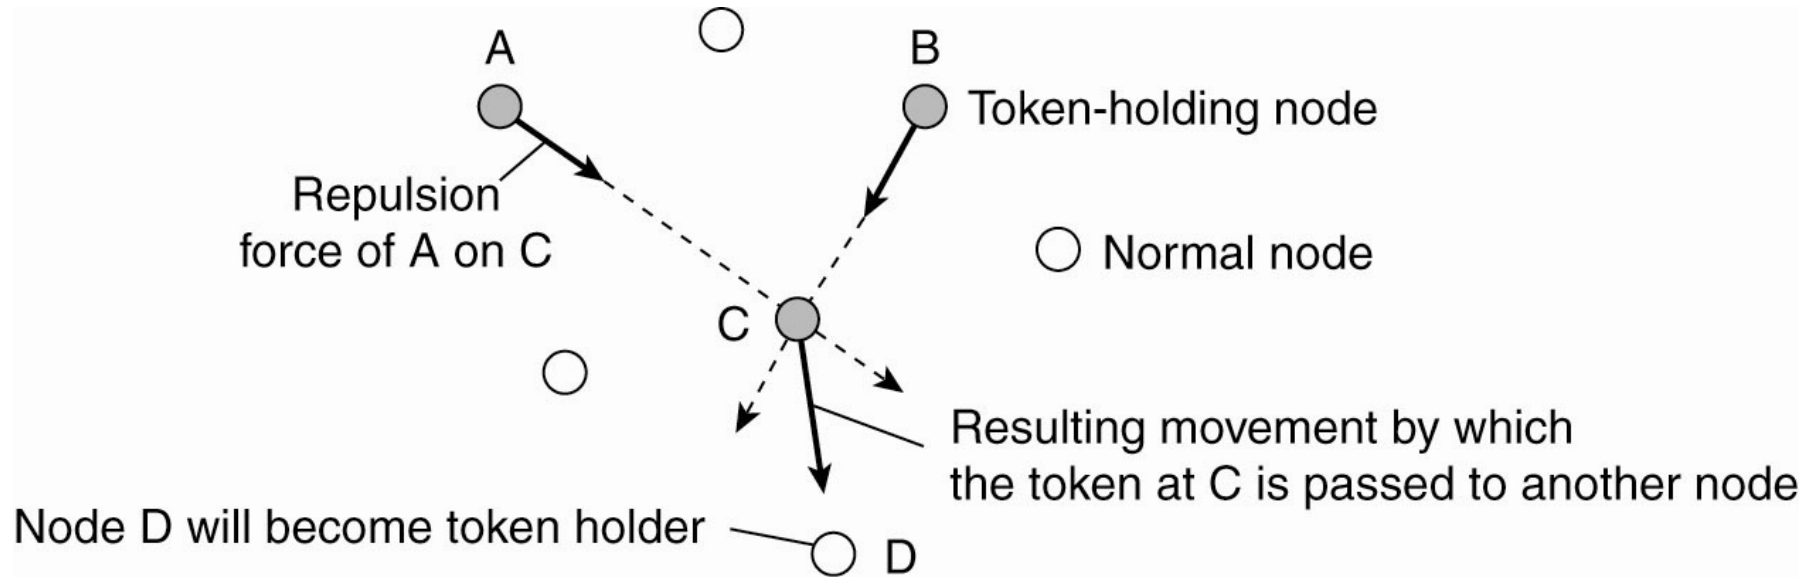 A
B
Token-holding node
Repulsion
force of A on C
Normal node
C
Resulting movement by which
the token at C is passed to another node
Node D will become token holder
D